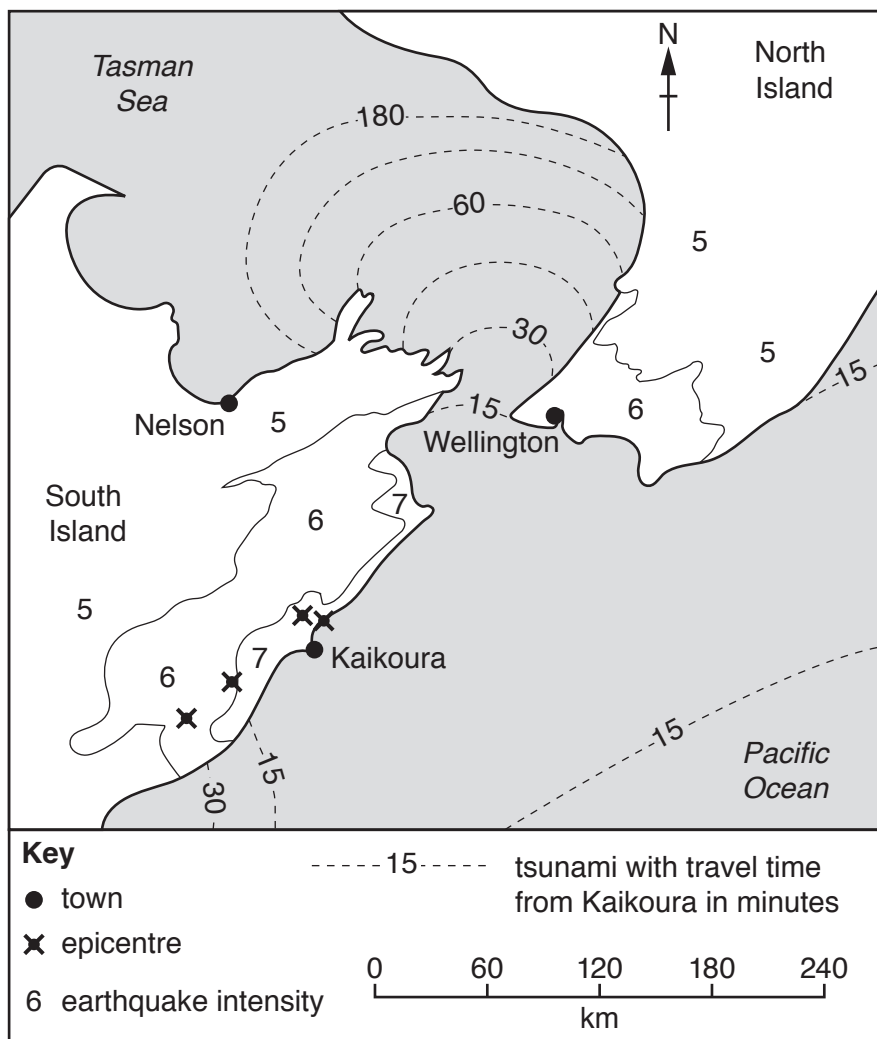 Tasman
Sea
N
North
Island
180
5
60
5
30
15
Nelson
5
15
Wellington
6
South
Island
6
7
5
7
Kaikoura
6
15
15
30
Pacific
Ocean
Key
town
epicentre
6 earthquake intensity
15
tsunami with travel time
from Kaikoura in minutes
0 60 120 180 240
km